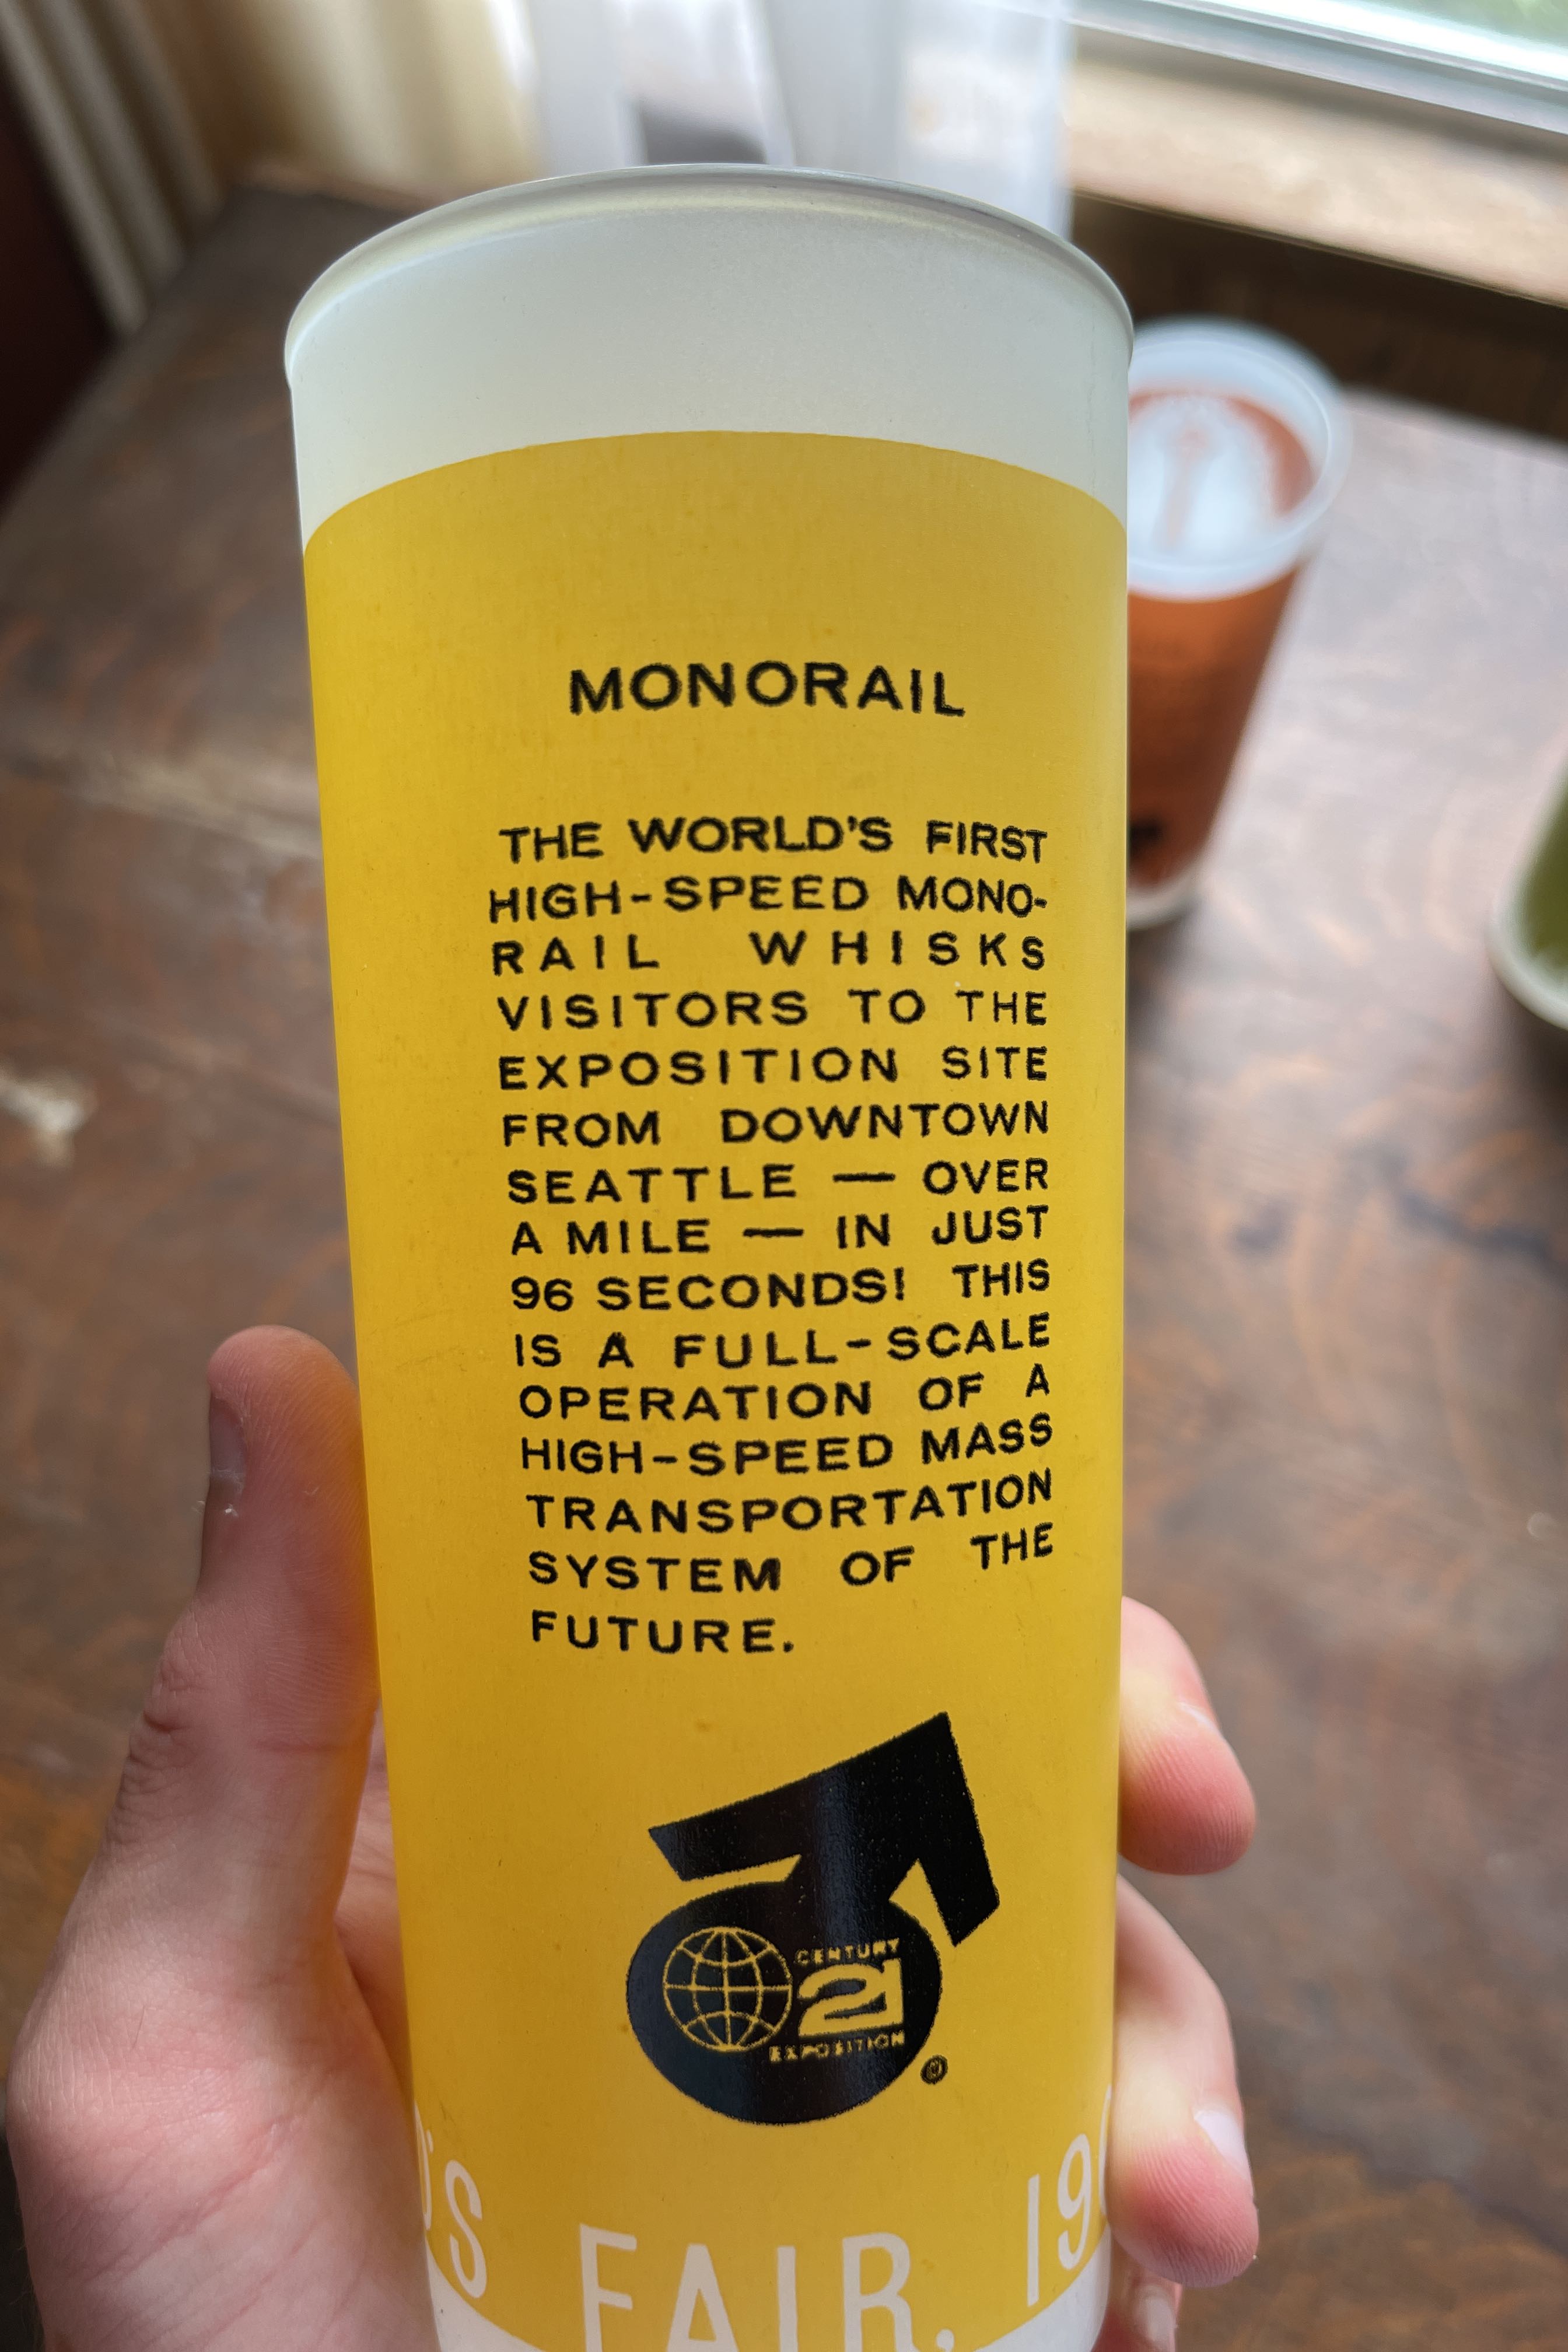 MONORAIL
THE WORLD'S FIRST
HIGH-SPEED MONO-
RAIL WHISKS
VISITORS TO THE
EXPOSITION SITE
FROM DOWNTOWN
SEATTLE — OVER
A MILE — IN JUST
96 SECONDS! THIS
IS A FULL-SCALE
OPERATION OF A
HIGH-SPEED MASS
TRANSPORTATION
SYSTEM OF THE
FUTURE.
CENTURY
21
EXPOSITION
'S FAIR, 19